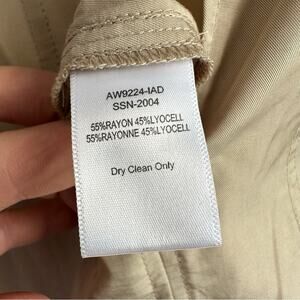 AW9224-IAD
SSN-2004
55%RAYON 45%LYOCELL
55%RAYONNE 45%LYOCELL
Dry Clean Only